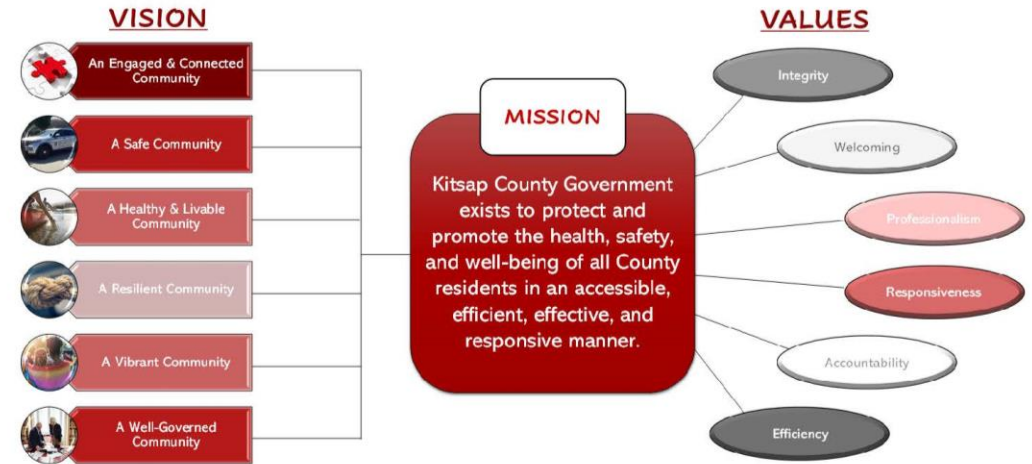 VISION
An Engaged & Connected
Community
A Safe Community
A Healthy & Livable
Community
A Resilient Community
A Vibrant Community
A Well-Governed
Community
MISSION
Kitsap County Government
exists to protect and
promote the health, safety,
and well-being of all County
residents in an accessible,
efficient, effective, and
responsive manner.
VALUES
Integrity
Welcoming
Professionalism
Responsiveness
Accountability
Efficiency